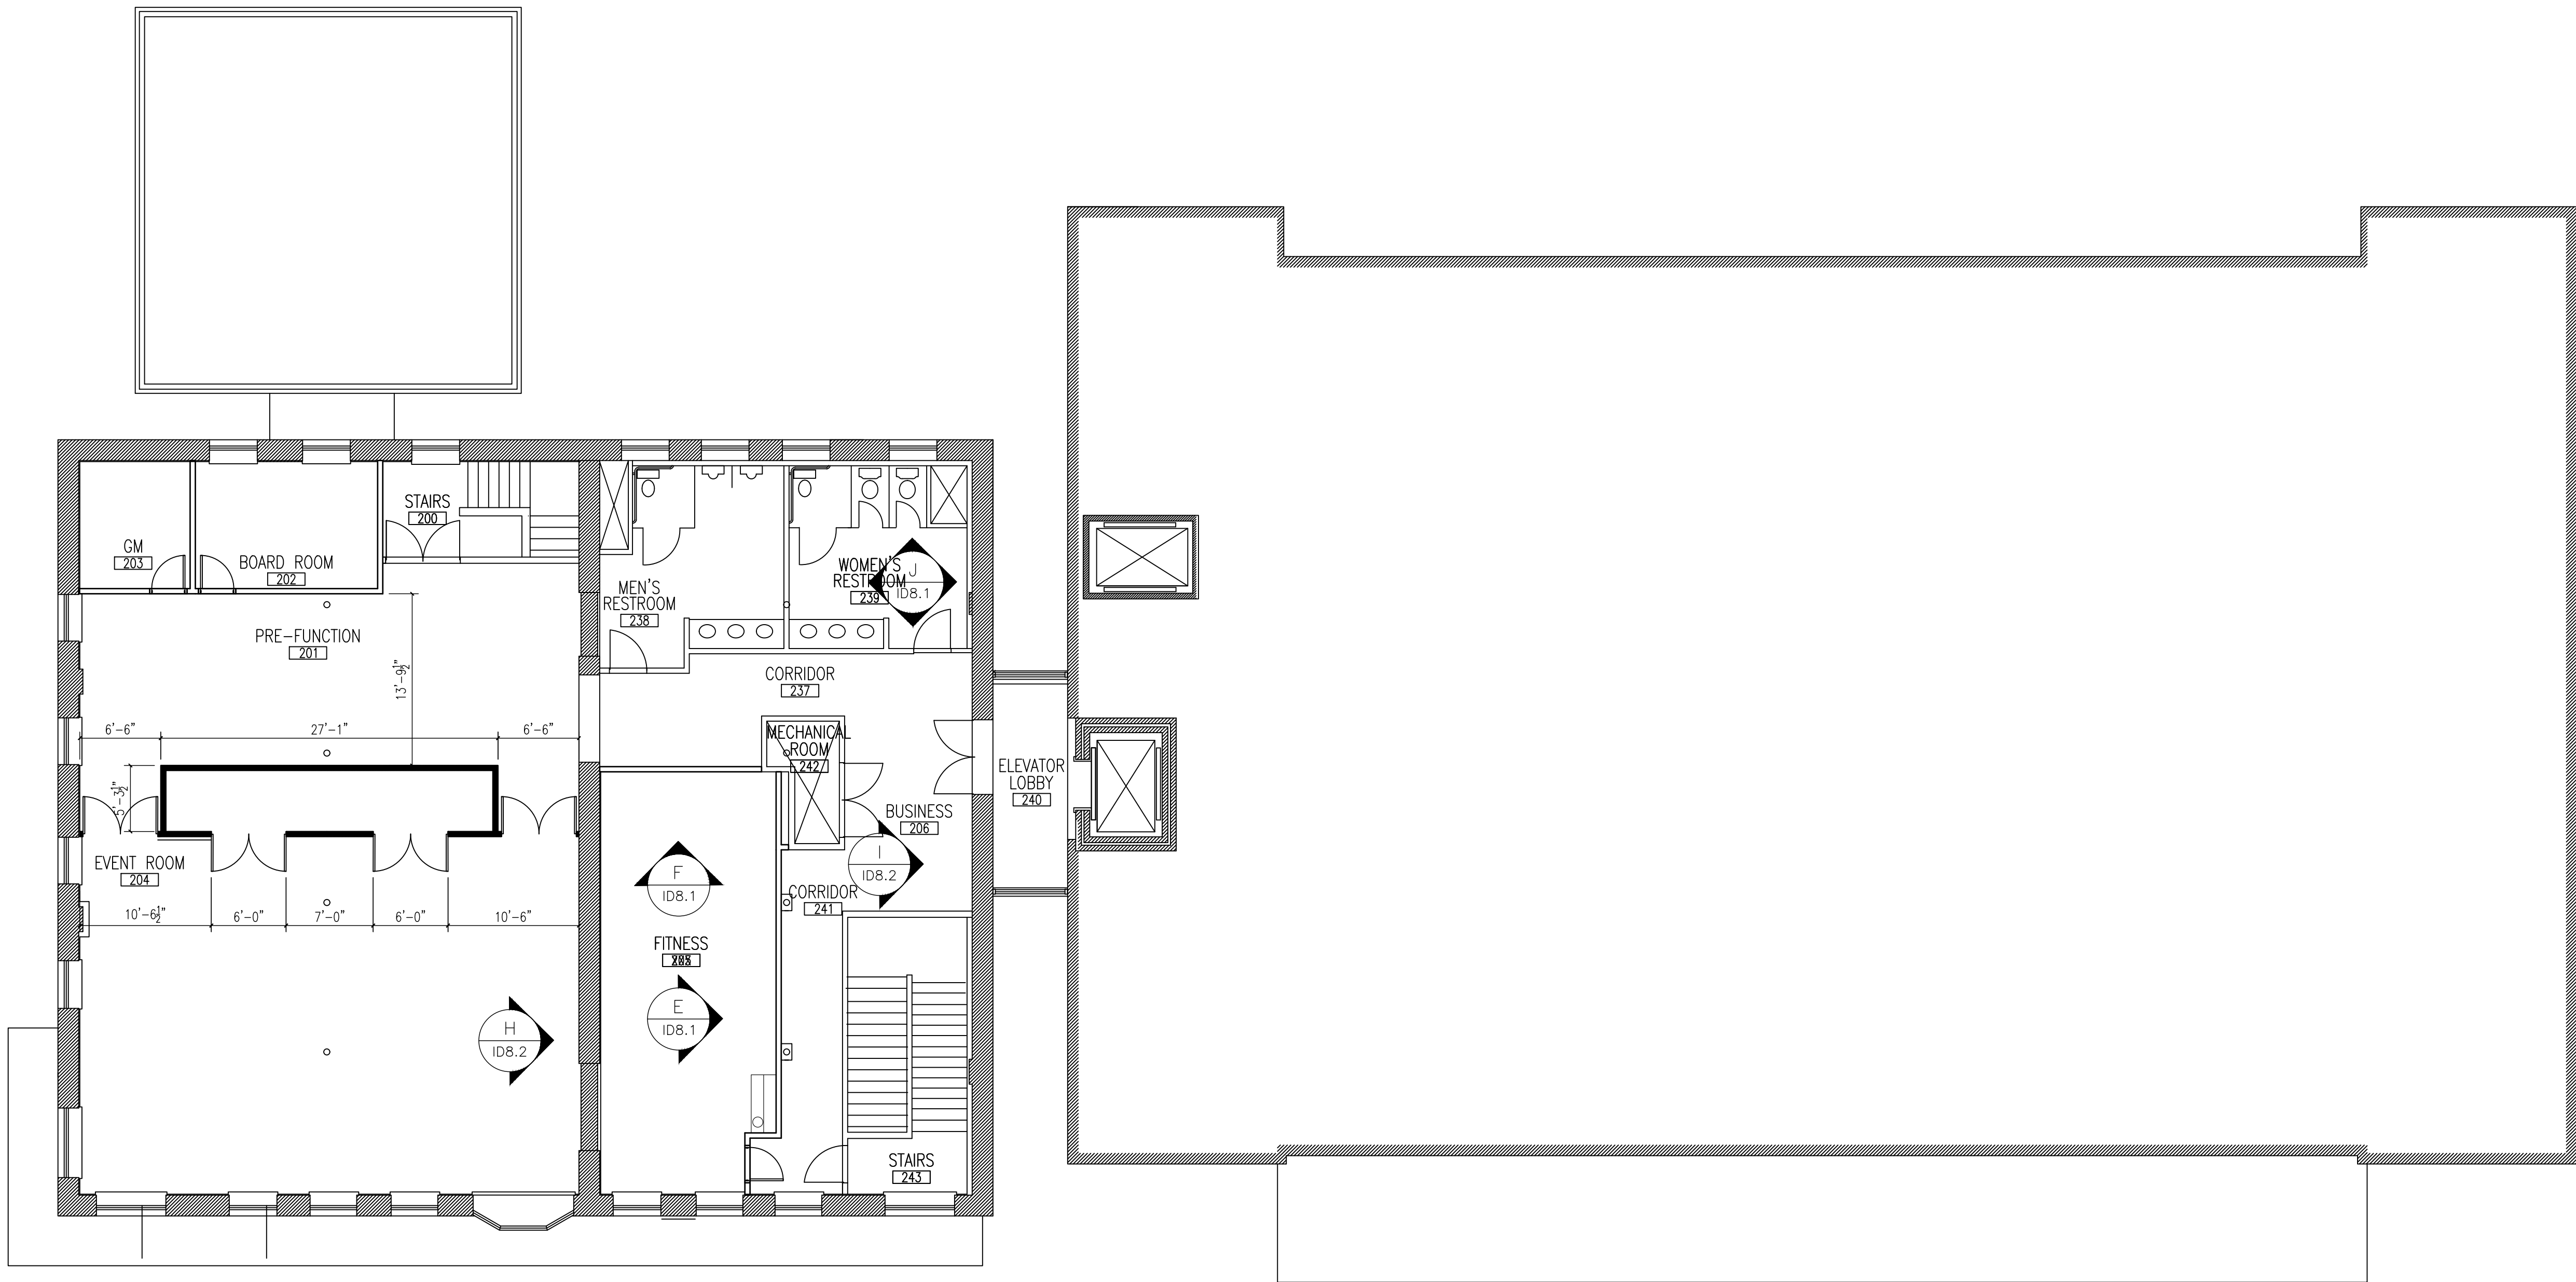 STAIRS
200
GM
203
BOARD ROOM
202
WOMEN'S
RESTROOM
239
J
ID8.1
MEN'S
RESTROOM
238
PRE-FUNCTION
201
13'-9½"
CORRIDOR
237
6'-6"
27'-1"
6'-6"
MECHANICAL
ROOM
242
ELEVATOR
LOBBY
240
5'-3½"
BUSINESS
206
EVENT ROOM
204
F
ID8.1
I
ID8.2
CORRIDOR
241
10'-6½"
6'-0"
7'-0"
6'-0"
10'-6"
FITNESS
E
ID8.1
H
ID8.2
STAIRS
243